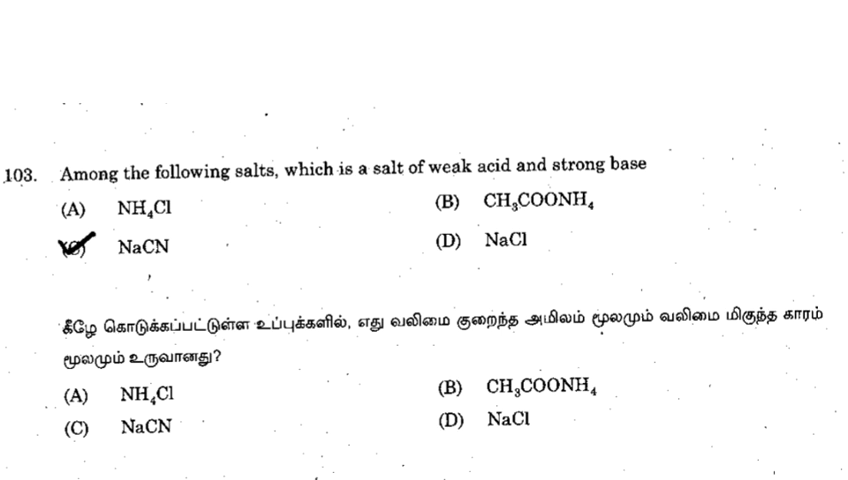 103. Among the following salts, which is a salt of weak acid and strong base
(A) NH₄Cl (B) CH₃COONH₄
(C) NaCN (D) NaCl
கீழே கொடுக்கப்பட்டுள்ள உப்புக்களில், எது வலிமை குறைந்த அமிலம் மூலமும் வலிமை மிகுந்த காரம்
மூலமும் உருவானது?
(A) NH₄Cl (B) CH₃COONH₄
(C) NaCN (D) NaCl